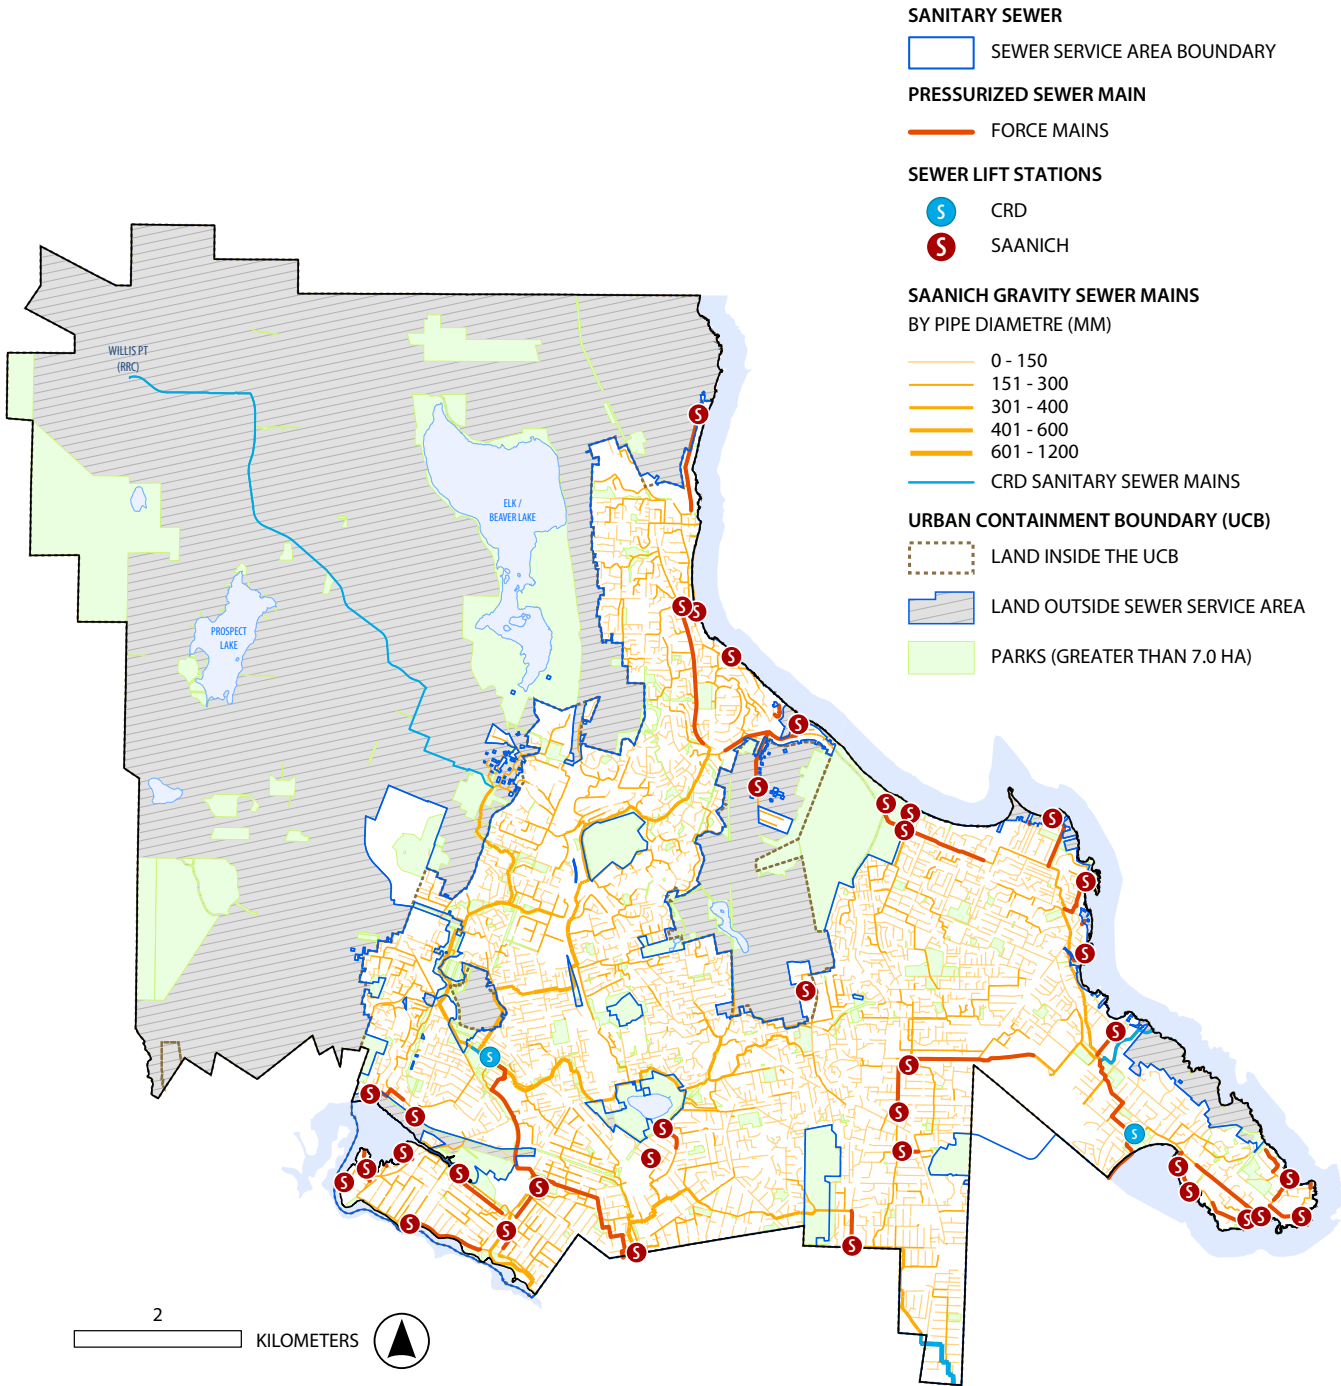 SANITARY SEWER
SEWER SERVICE AREA BOUNDARY
PRESSURIZED SEWER MAIN
FORCE MAINS
SEWER LIFT STATIONS
S CRD
S SAANICH
SAANICH GRAVITY SEWER MAINS
BY PIPE DIAMETRE (MM)
0 - 150
151 - 300
301 - 400
401 - 600
601 - 1200
CRD SANITARY SEWER MAINS
URBAN CONTAINMENT BOUNDARY (UCB)
LAND INSIDE THE UCB
LAND OUTSIDE SEWER SERVICE AREA
PARKS (GREATER THAN 7.0 HA)
WILLIS PT
(RRC)
ELK /
BEAVER LAKE
PROSPECT
LAKE
2
KILOMETERS